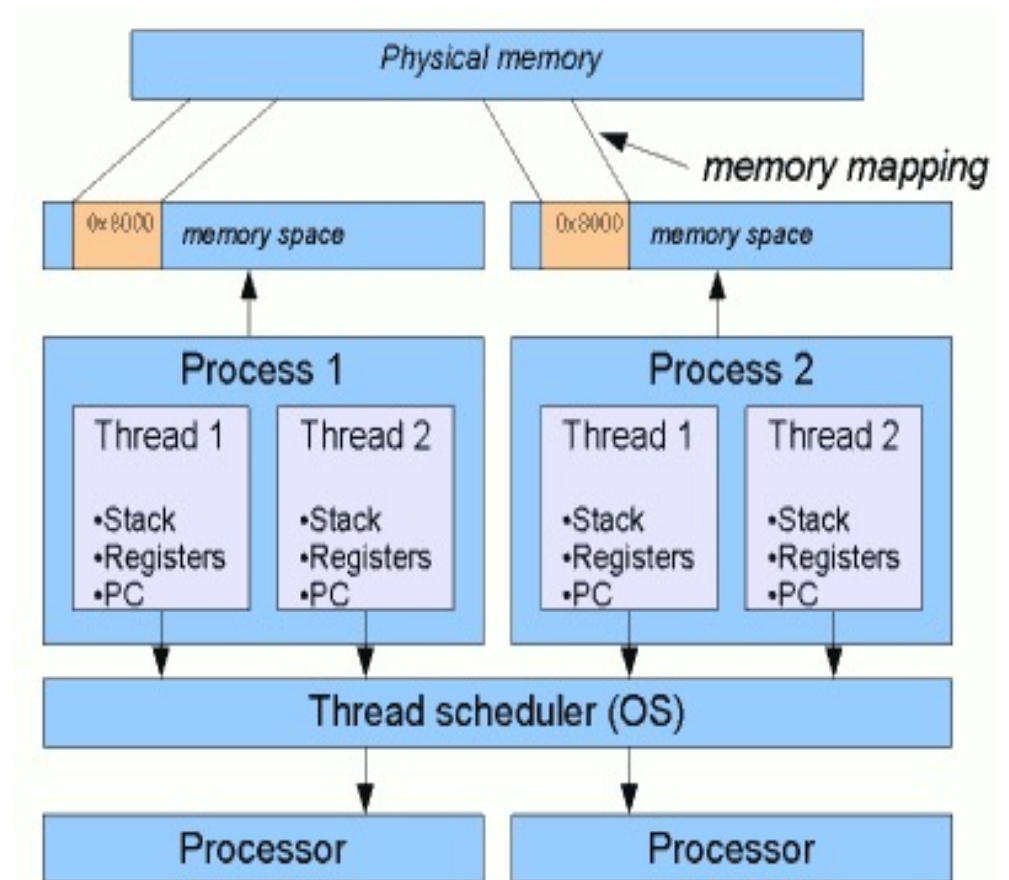 Physical memory
memory mapping
0x8000
memory space
0x8000
memory space
Process 1
Process 2
Thread 1
Thread 2
Thread 1
Thread 2
•Stack
•Registers
•PC
•Stack
•Registers
•PC
•Stack
•Registers
•PC
•Stack
•Registers
•PC
Thread scheduler (OS)
Processor
Processor